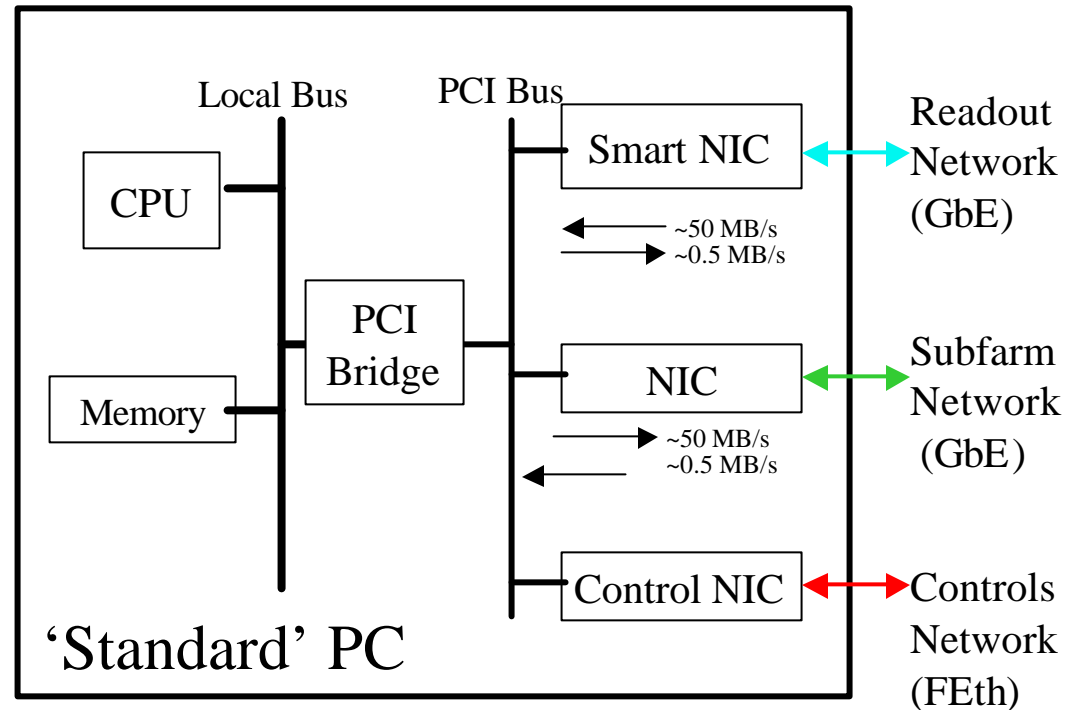 Local Bus
PCI Bus
CPU
Memory
PCI
Bridge
Smart NIC
~50 MB/s
~0.5 MB/s
NIC
~50 MB/s
~0.5 MB/s
Control NIC
Readout
Network
(GbE)
Subfarm
Network
(GbE)
Controls
Network
(FEth)
‘Standard’ PC